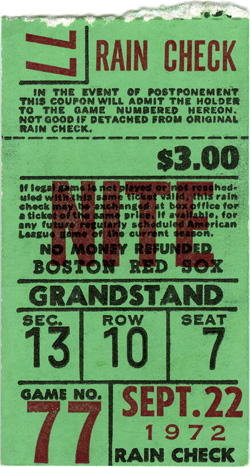 77
RAIN CHECK
IN THE EVENT OF POSTPONEMENT
THIS COUPON WILL ADMIT THE HOLDER
TO THE GAME NUMBERED HEREON.
NOT GOOD IF DETACHED FROM ORIGINAL
RAIN CHECK.
$3.00
NITE
If legal game is not played or not resched-
uled with this same ticket valid, this rain
check may be exchanged at box office for
a ticket of the same price, if available, for
any future regularly scheduled American
League game of the current season.
NO MONEY REFUNDED
BOSTON RED SOX
GRANDSTAND
SEC. ROW SEAT
13 10 7
GAME NO.
77
SEPT. 22
1972
RAIN CHECK